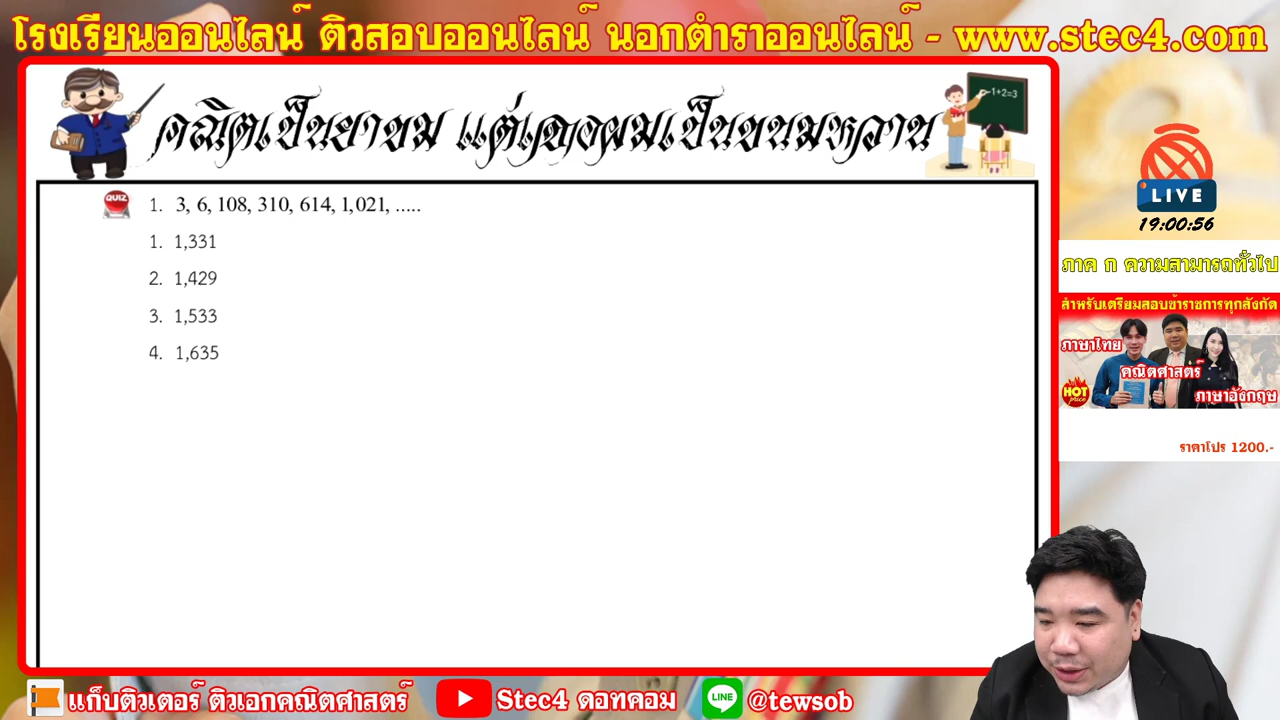 โรงเรียนออนไลน์ ติวสอบออนไลน์ นอกตำราออนไลน์ - www.stec4.com
คณิตเป็นยาขม แต่เคอผมเป็นขนมหวาน
1+2=3
QUIZ 1. 3, 6, 108, 310, 614, 1,021, .....
1. 1,331
2. 1,429
3. 1,533
4. 1,635
LIVE
19:00:56
ภาค ก ความสามารถทั่วไป
สำหรับเตรียมสอบข้าราชการทุกสังกัด
ภาษาไทย
คณิตศาสตร์
HOT price
ภาษาอังกฤษ
ราคาโปร 1200.-
แก๊บติวเตอร์ ติวเอกคณิตศาสตร์
Stec4 ดอทคอม
LINE @tewsob